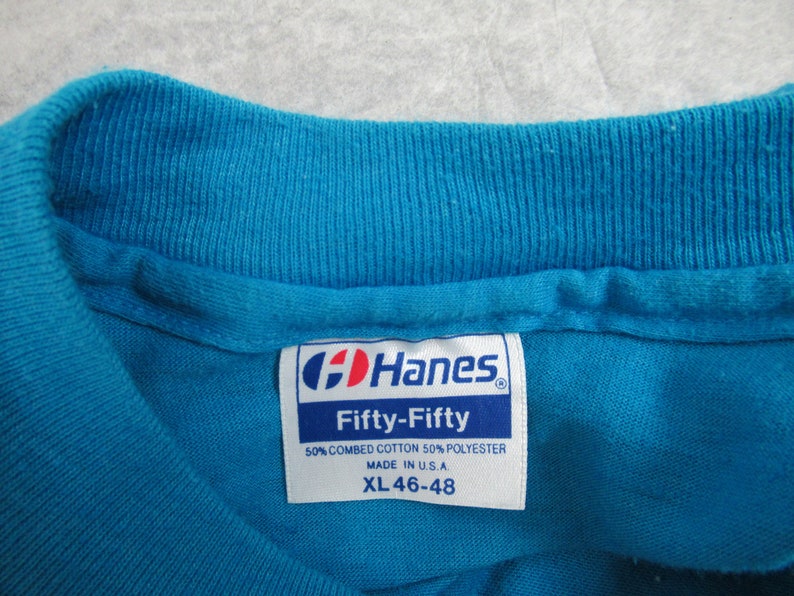 Hanes®
Fifty-Fifty
50% COMBED COTTON 50% POLYESTER
MADE IN U.S.A.
XL 46-48